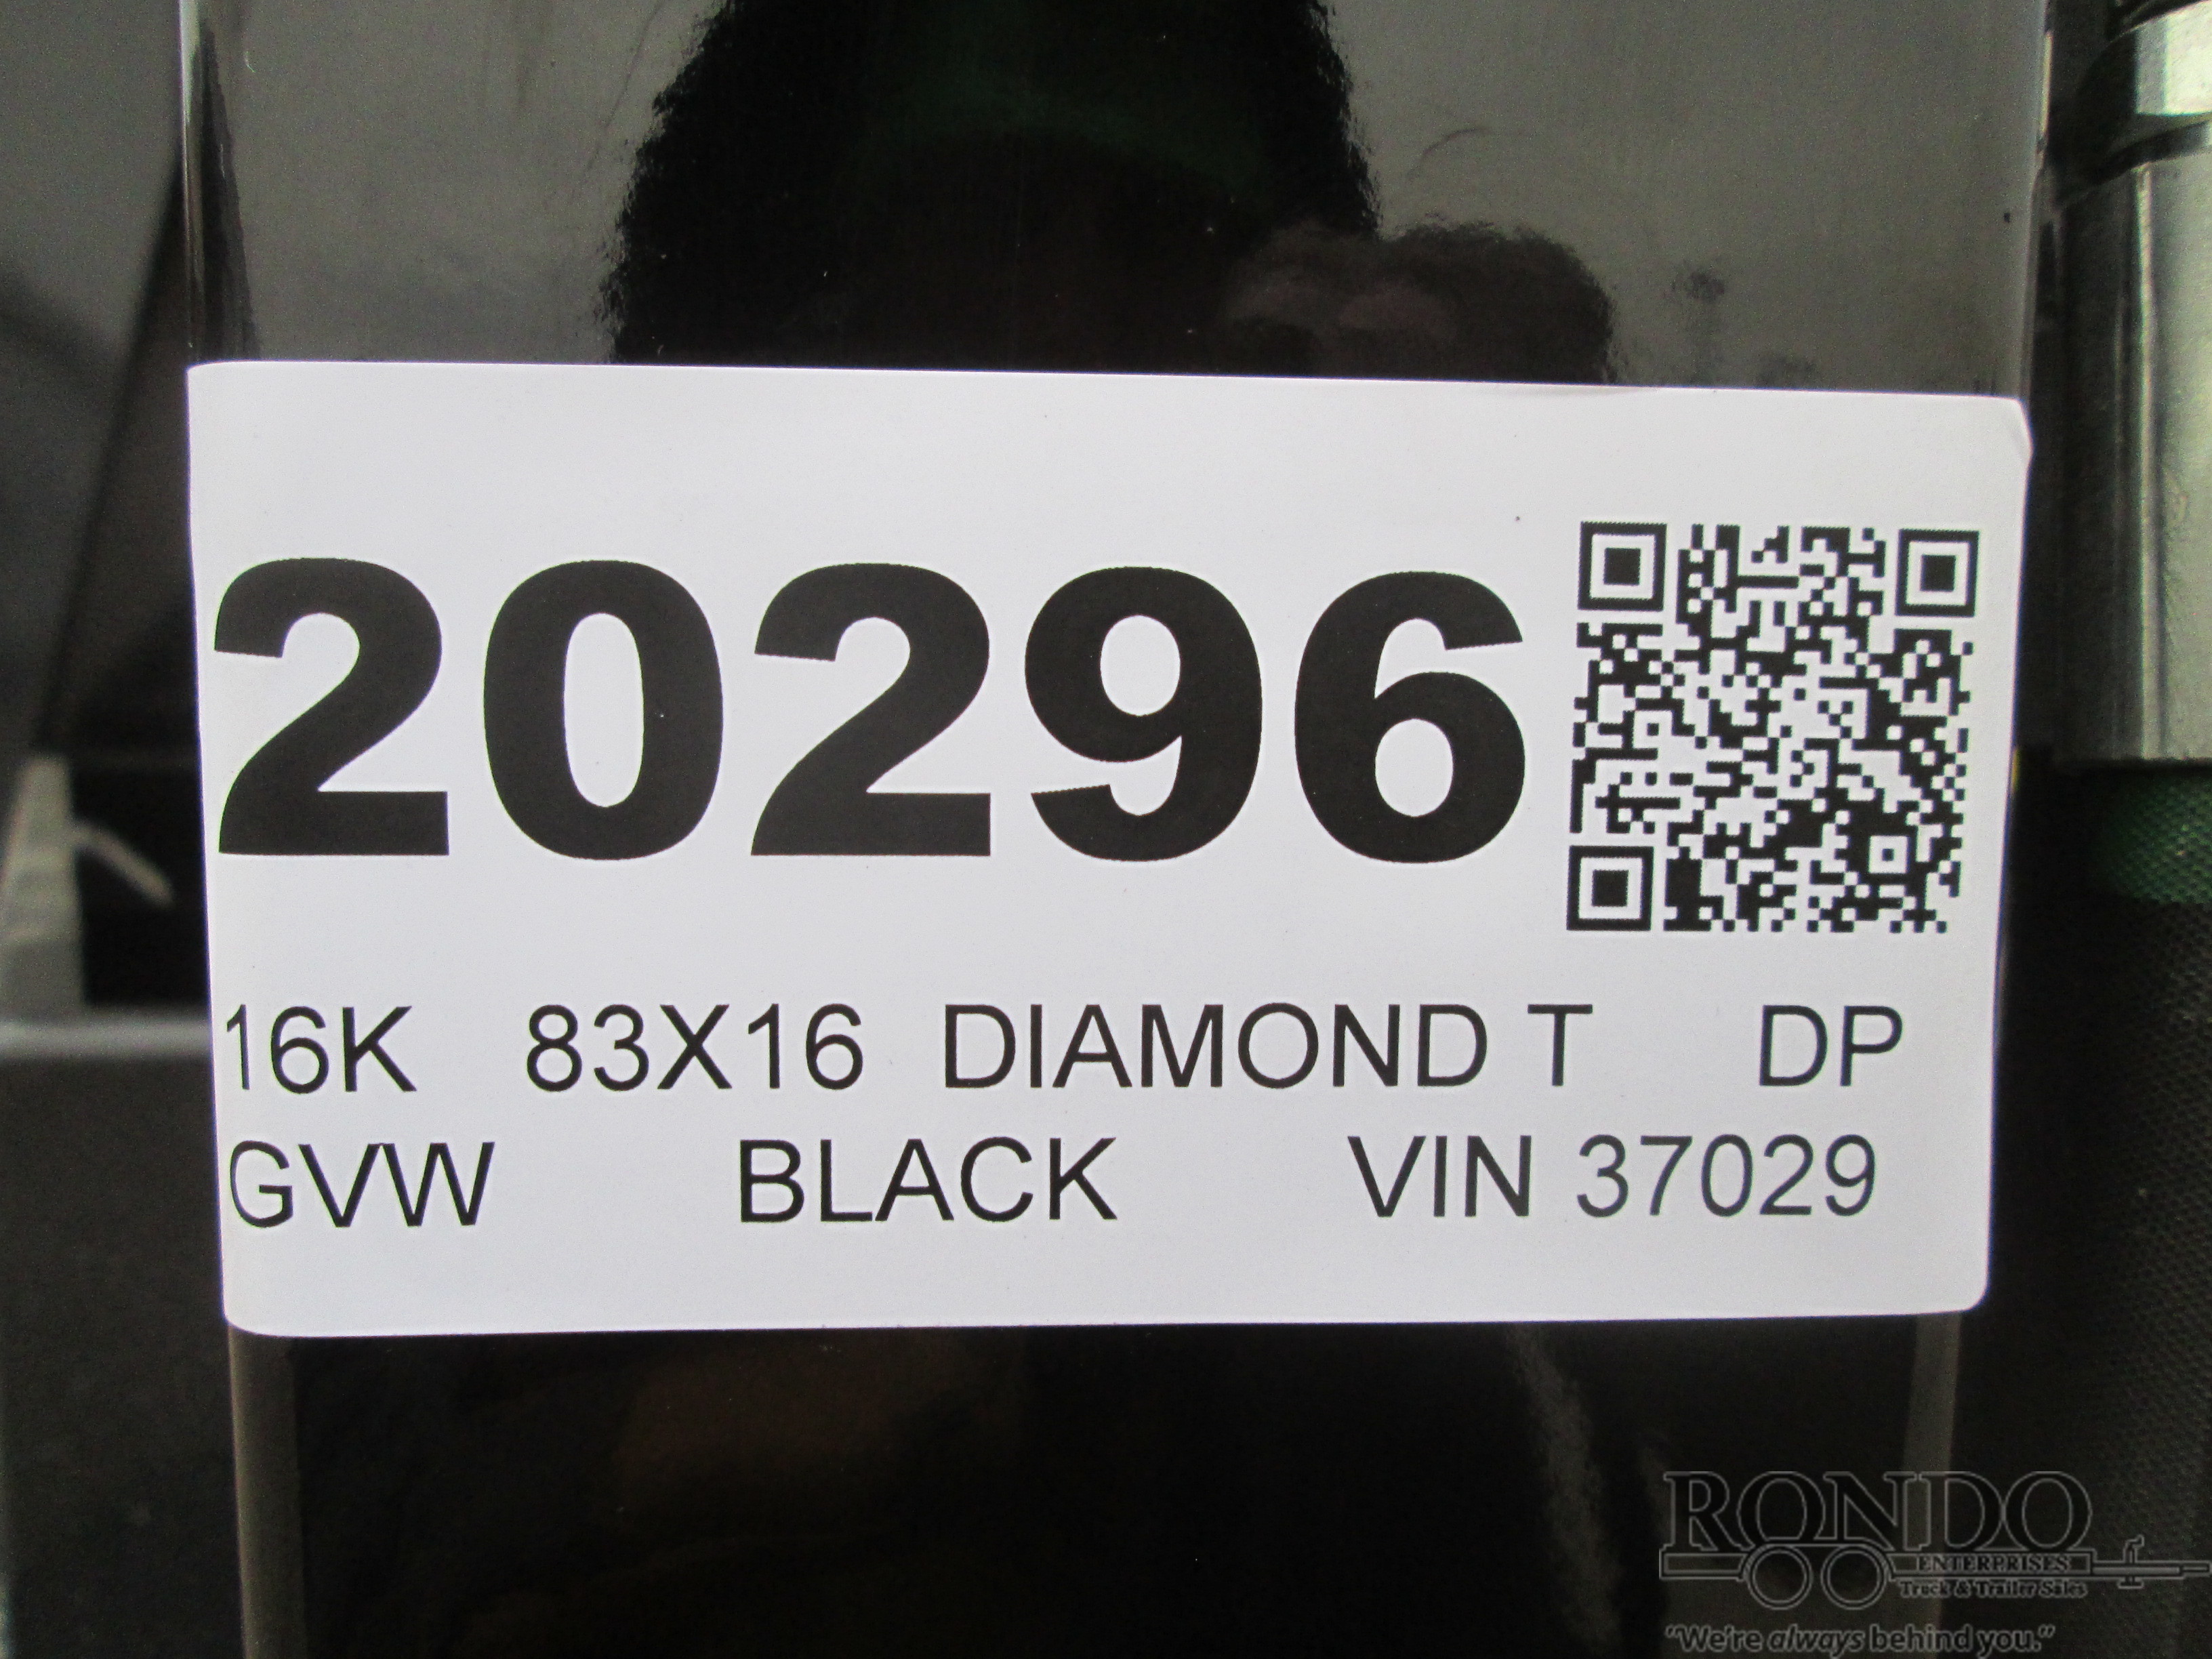 20296
16K 83X16 DIAMOND T DP
GVW BLACK VIN 37029
RONDO
ENTERPRISES
Truck & Trailer Sales
"We're always behind you."